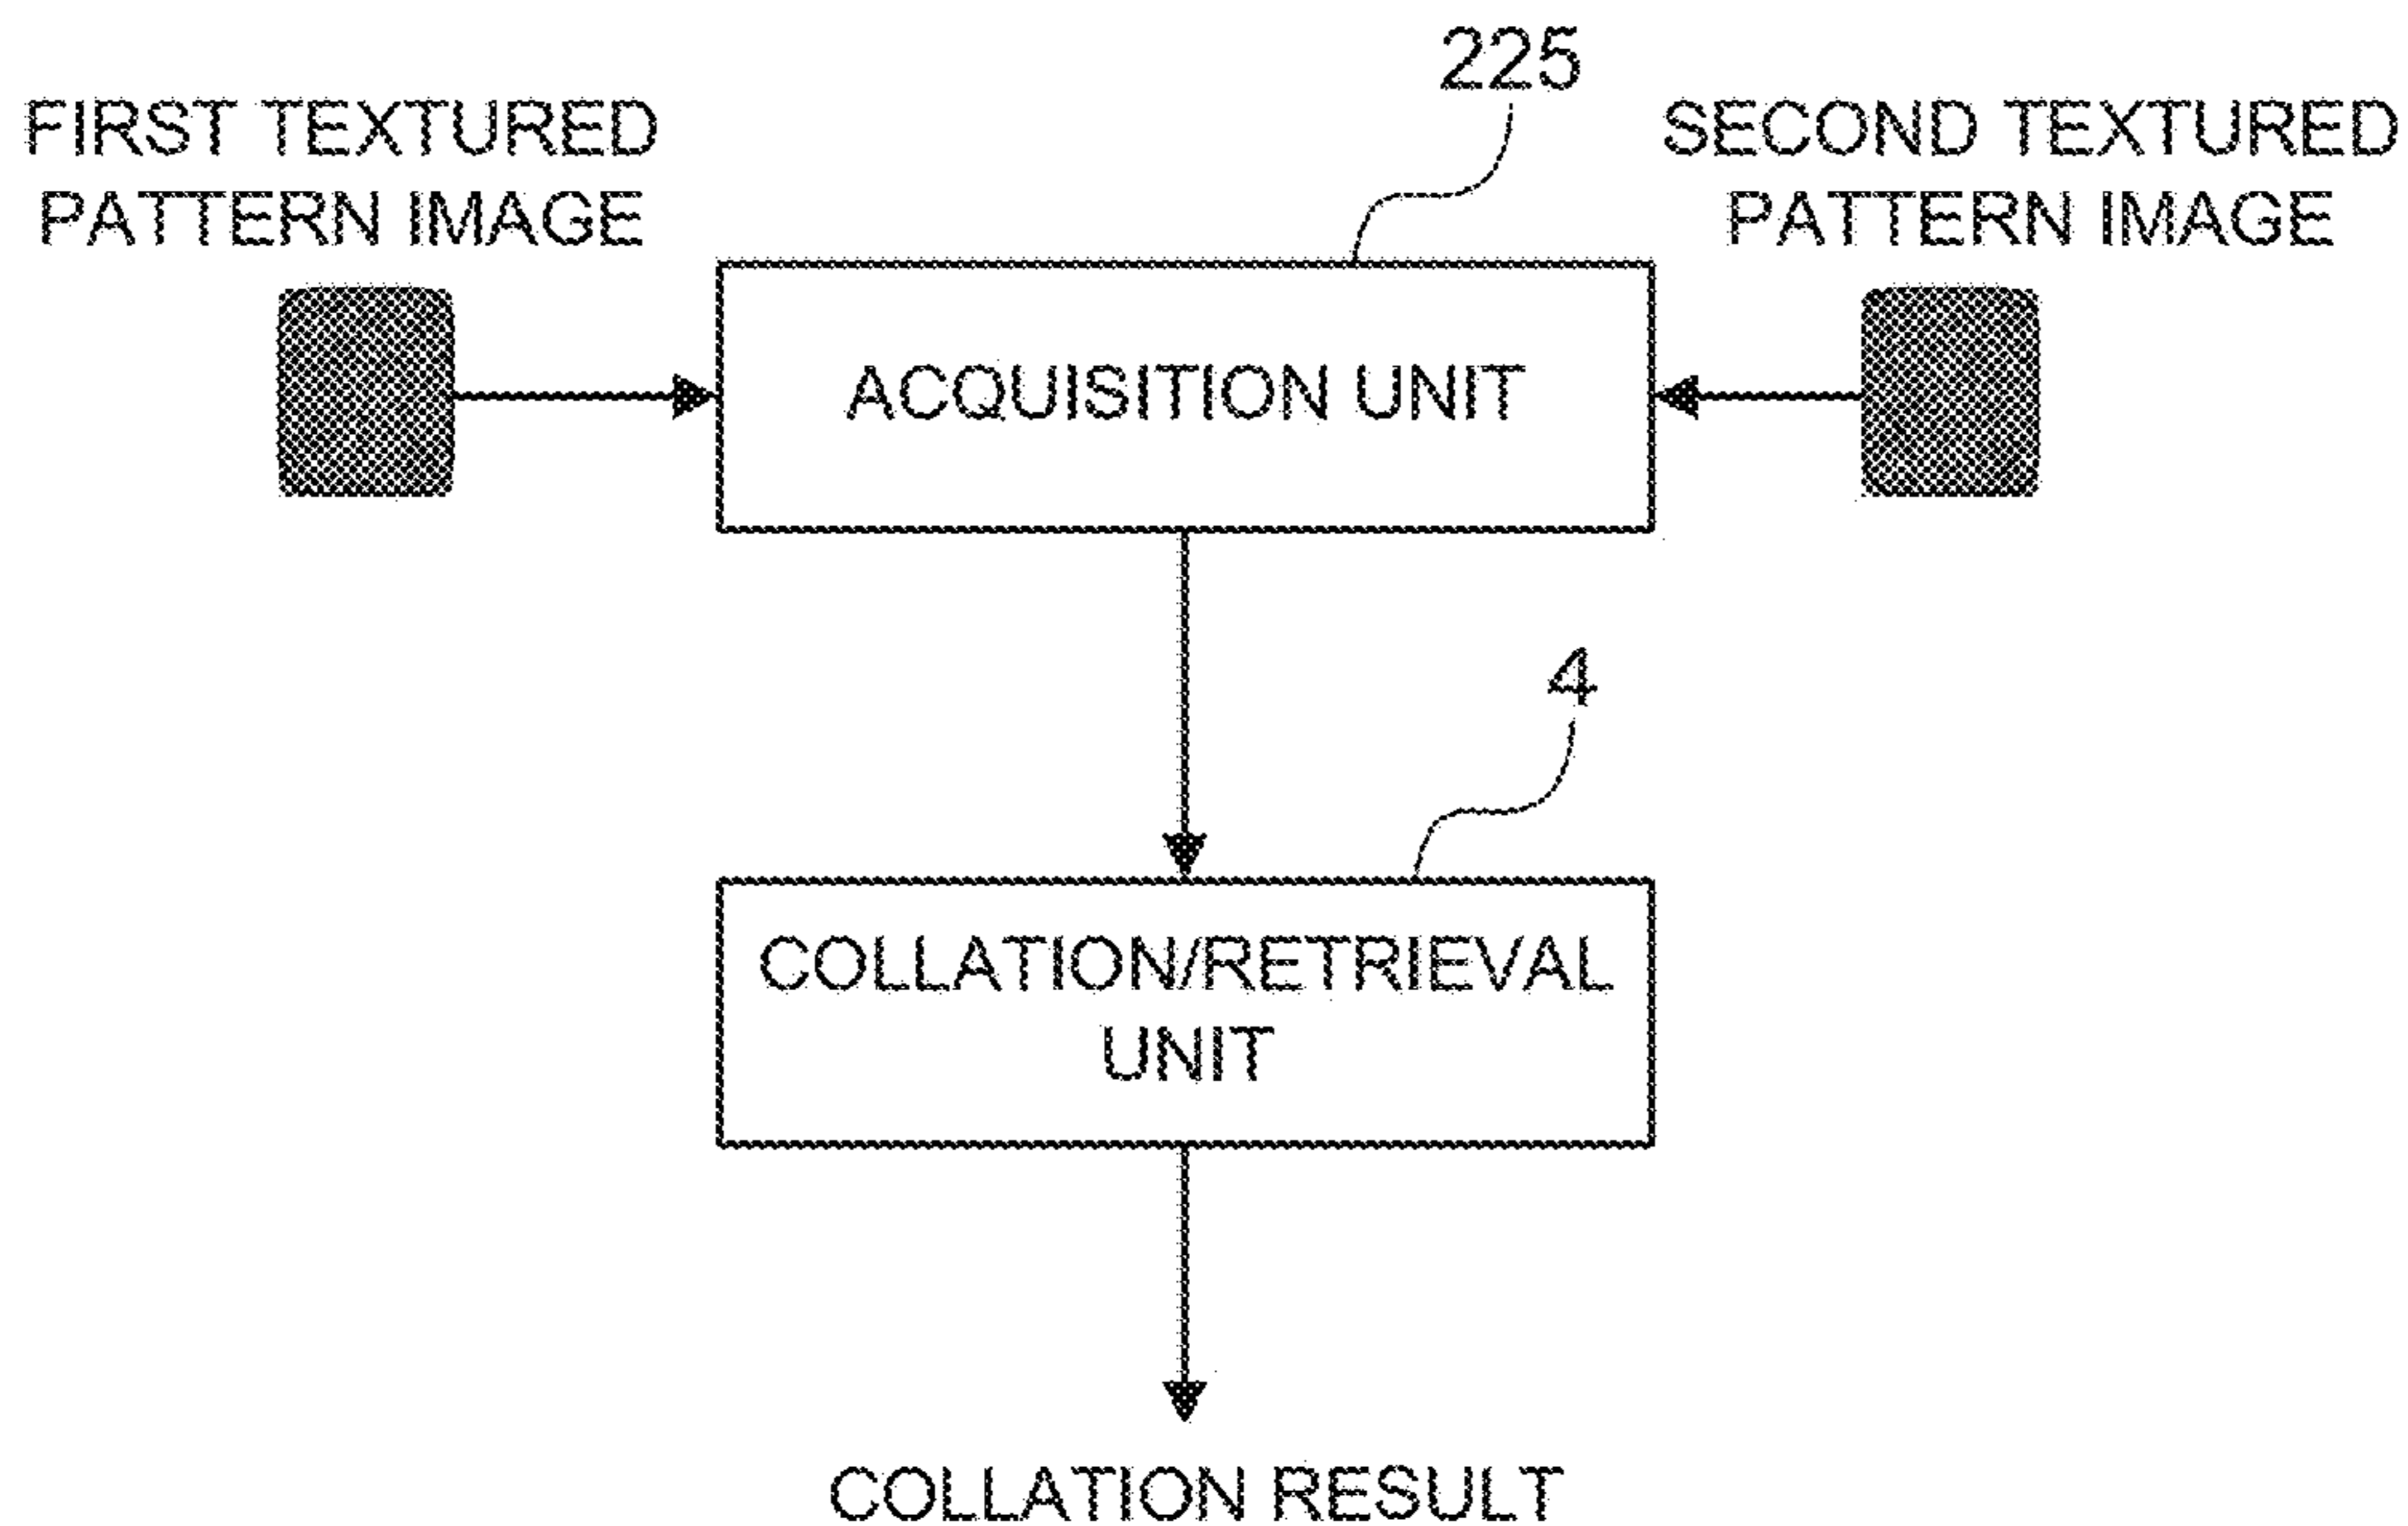 225
FIRST TEXTURED
PATTERN IMAGE
SECOND TEXTURED
PATTERN IMAGE
ACQUISITION UNIT
4
COLLATION/RETRIEVAL
UNIT
COLLATION RESULT